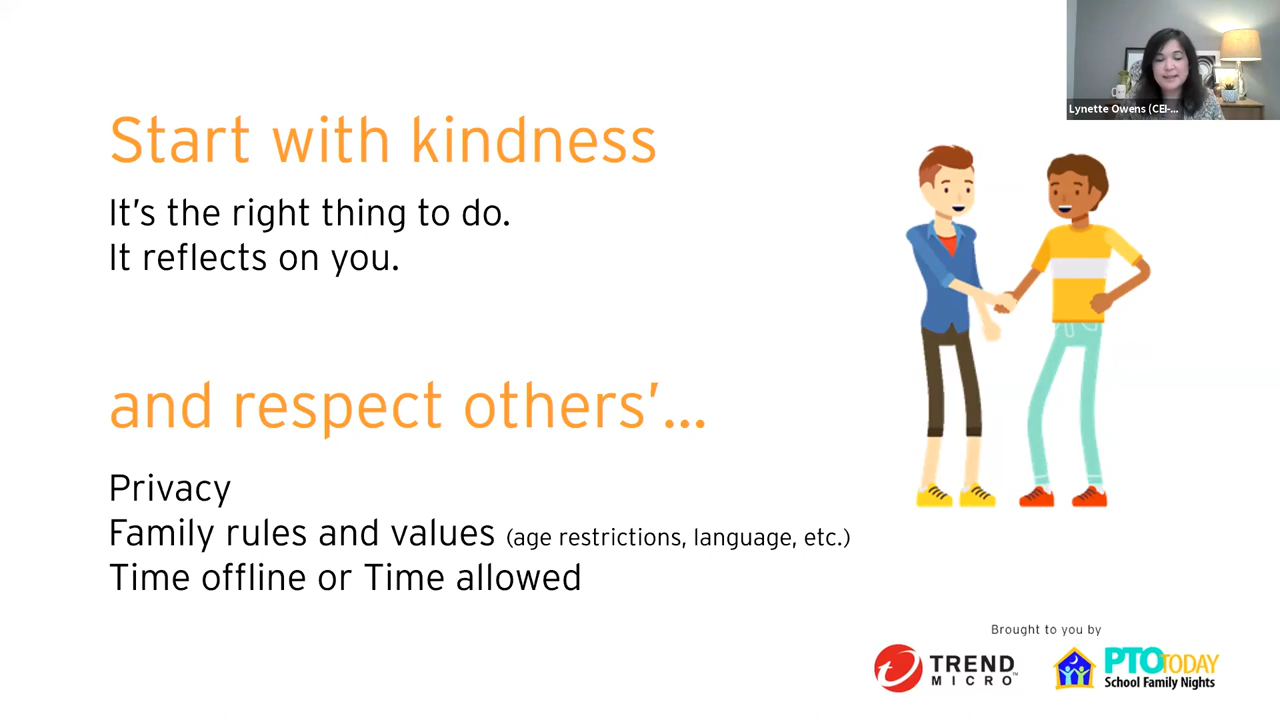 Lynette Owens (CEI-...
Start with kindness
It's the right thing to do.
It reflects on you.
and respect others'...
Privacy
Family rules and values (age restrictions, language, etc.)
Time offline or Time allowed
Brought to you by
TREND MICRO™
PTO TODAY
School Family Nights